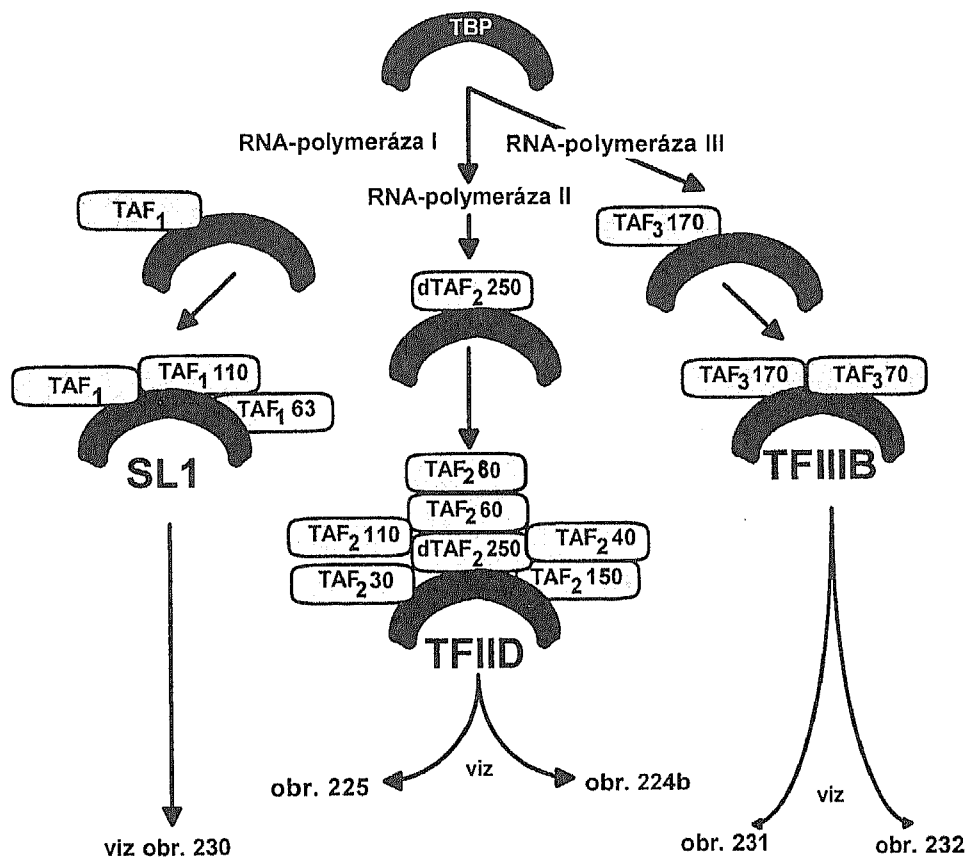 TBP
RNA-polymeráza I
RNA-polymeráza III
RNA-polymeráza II
TAF1
TAF3 170
dTAF2 250
TAF1
TAF1 110
TAF1 63
SL1
TAF3 170
TAF3 70
TFIIIB
TAF2 80
TAF2 60
TAF2 110
dTAF2 250
TAF2 40
TAF2 30
TAF2 150
TFIID
viz
obr. 225
obr. 224b
viz
obr. 231
obr. 232
viz obr. 230